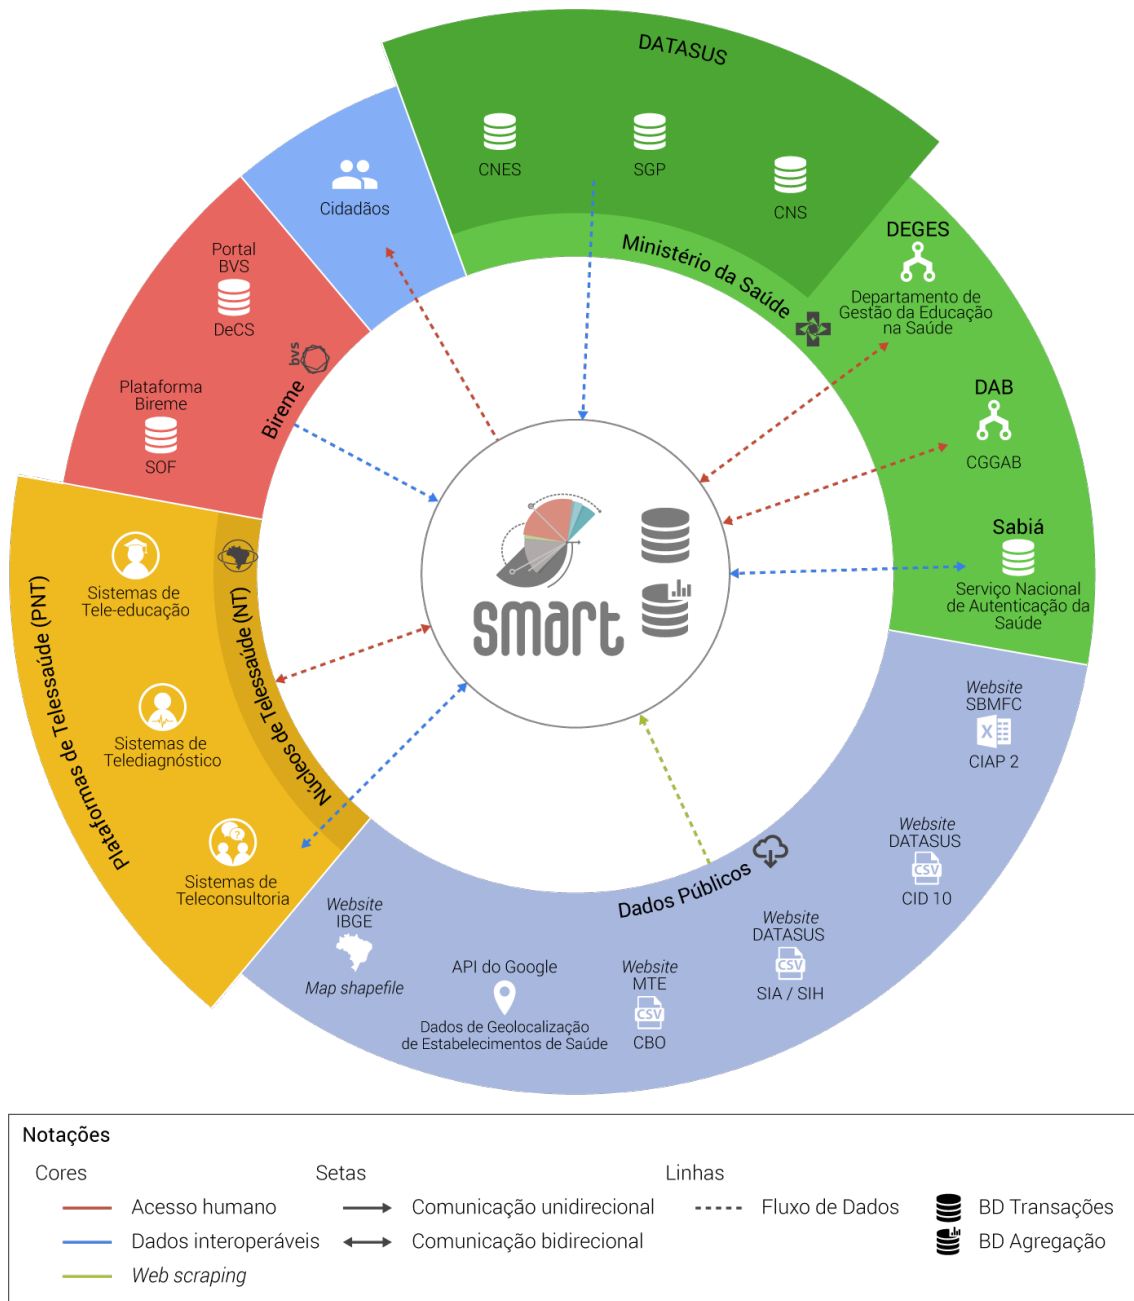 DATASUS
CNES
SGP
CNS
Ministério da Saúde
Cidadãos
DEGES
Departamento de
Gestão da Educação
na Saúde
DAB
CGGAB
Sabiá
Serviço Nacional
de Autenticação da
Saúde
Portal
BVS
DeCS
bvs
Bireme
Plataforma
Bireme
SOF
Plataformas de Telessaúde (PNT)
Núcleos de Telessaúde (NT)
Sistemas de
Tele-educação
Sistemas de
Telediagnóstico
Sistemas de
Teleconsultoria
smart
Website
SBMFC
X
CIAP 2
Website
DATASUS
CSV
CID 10
Dados Públicos
Website
DATASUS
CSV
SIA / SIH
Website
MTE
CSV
CBO
API do Google
Dados de Geolocalização
de Estabelecimentos de Saúde
Website
IBGE
Map shapefile
Notações
Cores
Setas
Linhas
Acesso humano
Comunicação unidirecional
Fluxo de Dados
BD Transações
Dados interoperáveis
Comunicação bidirecional
BD Agregação
Web scraping